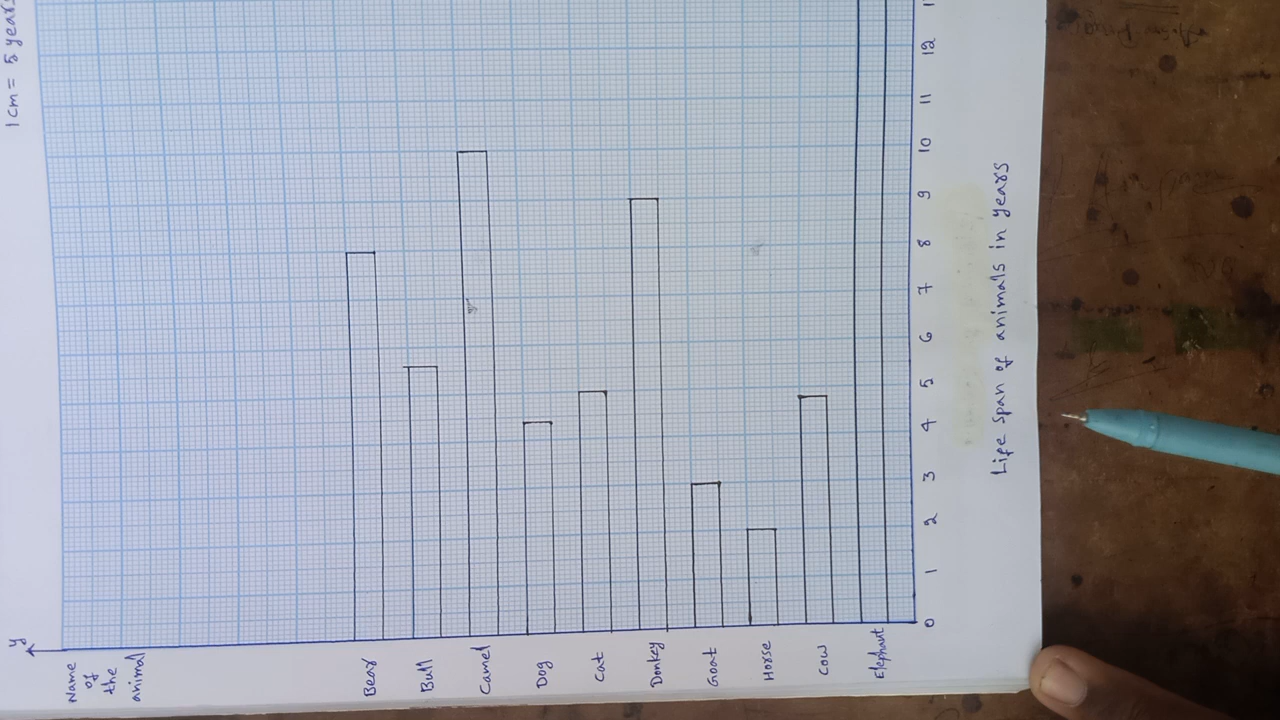 1 cm = 5 years
y
Name
of
the
animal
Bear
Bull
Camel
Dog
Cat
Donkey
Goat
Horse
Cow
Elephant
0 1 2 3 4 5 6 7 8 9 10 11 12
Life span of animals in years